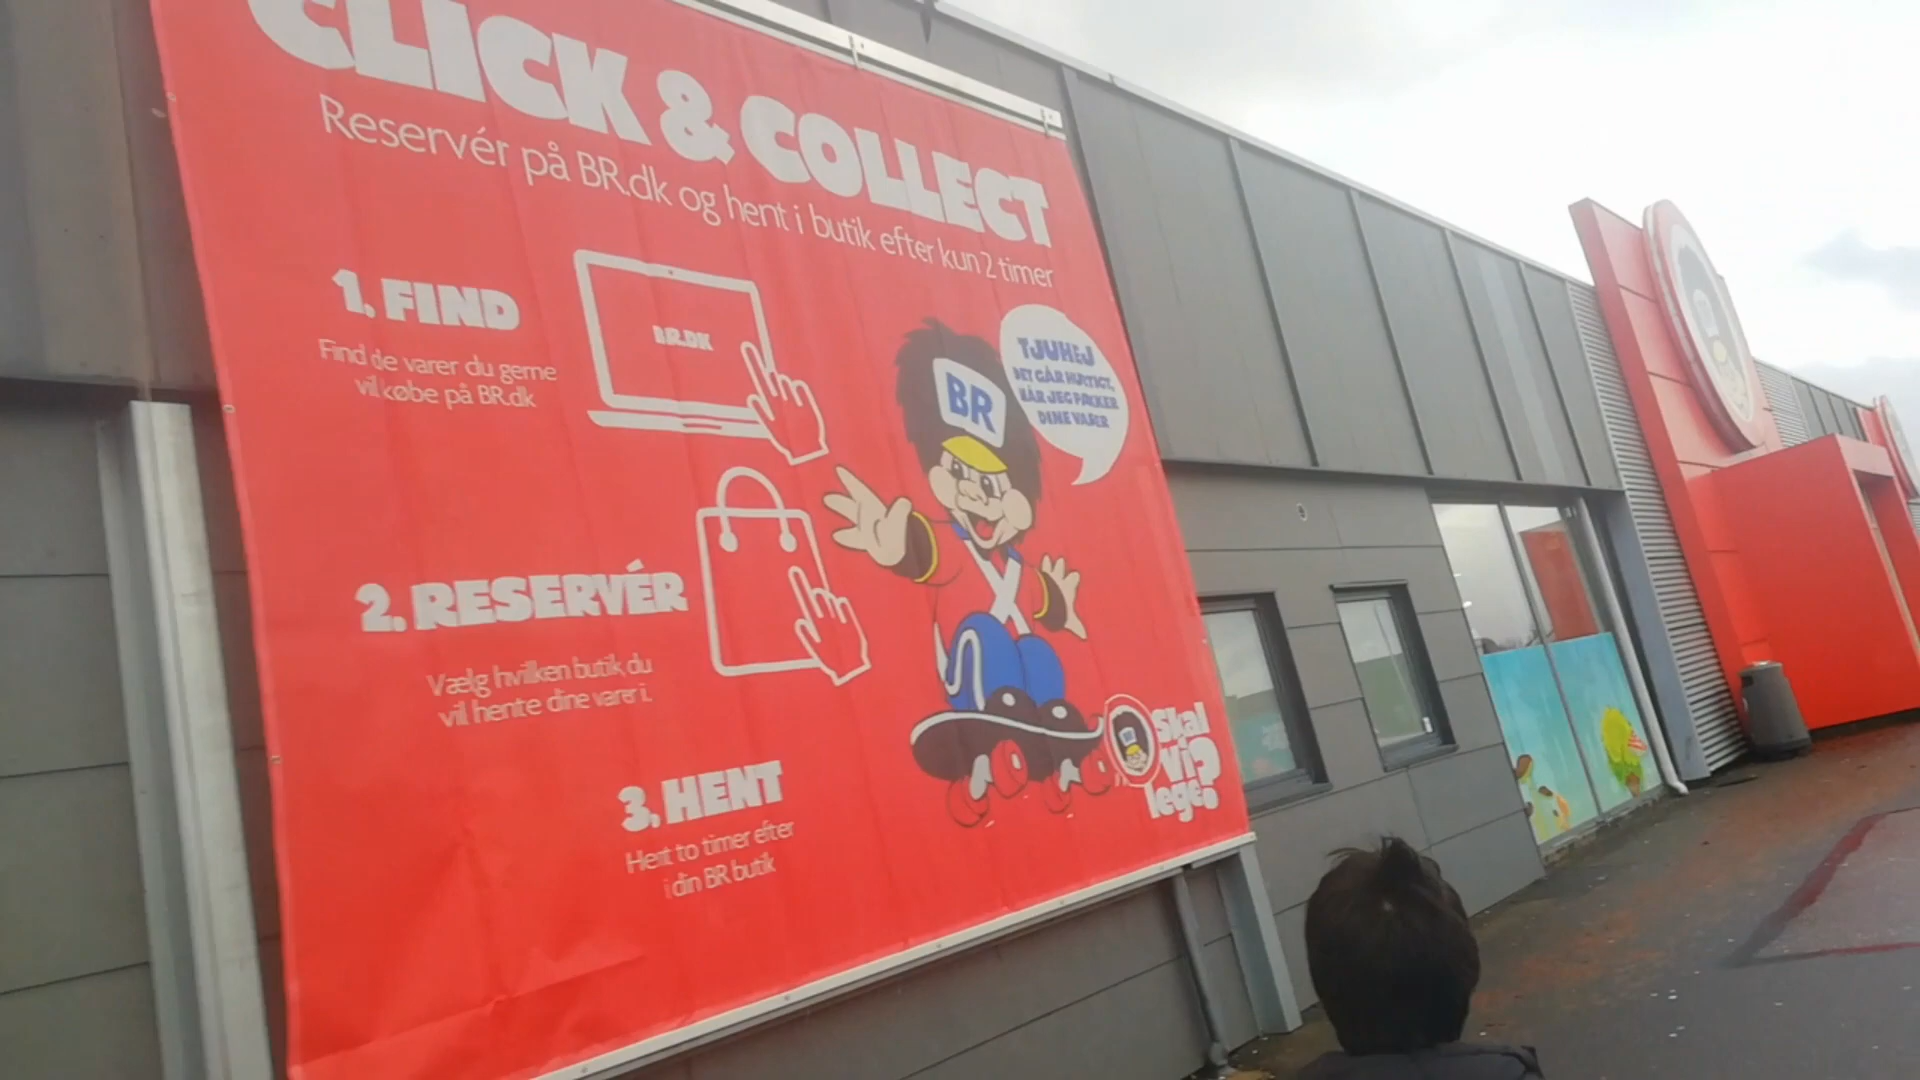 CLICK & COLLECT
Reservér på BR.dk og hent i butik efter kun 2 timer
1. FIND
Find de varer du gerne
vil købe på BR.dk
BR.DK
BR
TJUHEJ
DET GÅR HURTIGT,
NÅR JEG PAKKER
DINE VARER
2. RESERVÉR
Vælg hvilken butik du
vil hente dine varer i.
3. HENT
Hent to timer efter
i din BR butik
Skal
vi
lege?